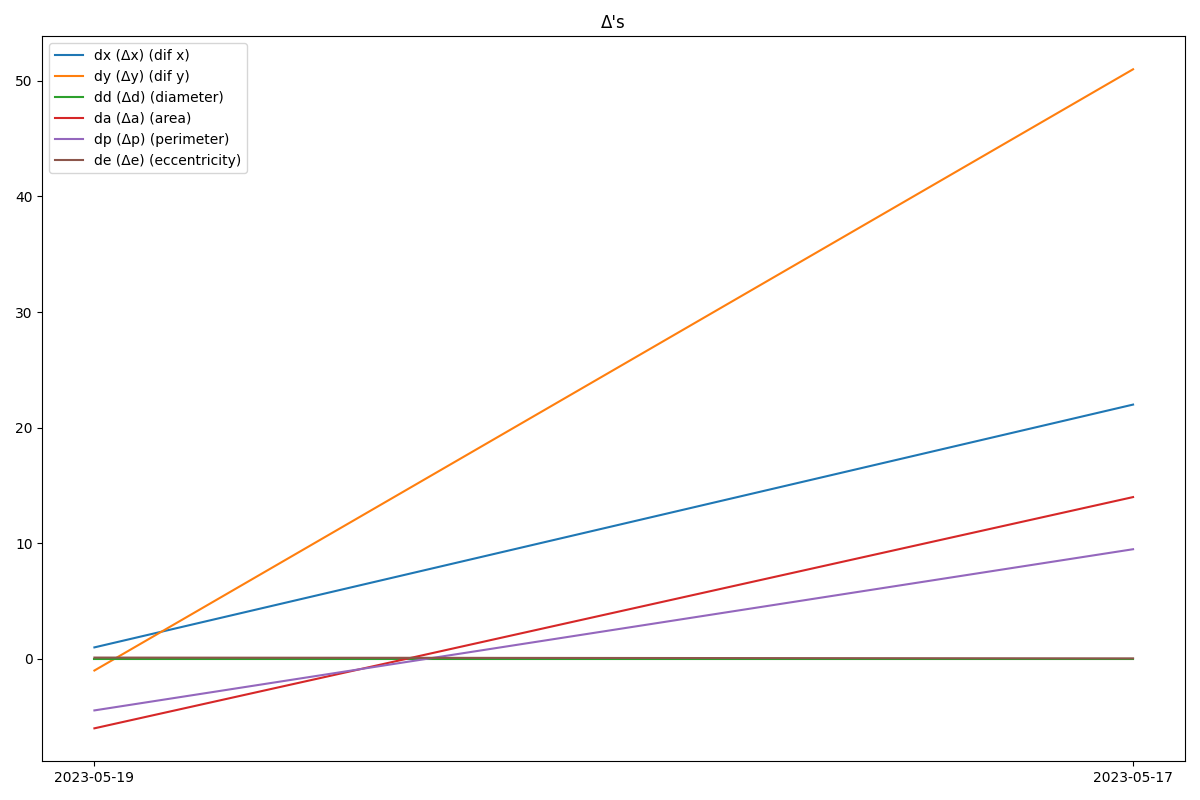 Δ's
dx (Δx) (dif x)
dy (Δy) (dif y)
dd (Δd) (diameter)
da (Δa) (area)
dp (Δp) (perimeter)
de (Δe) (eccentricity)
50
40
30
20
10
0
2023-05-19
2023-05-17